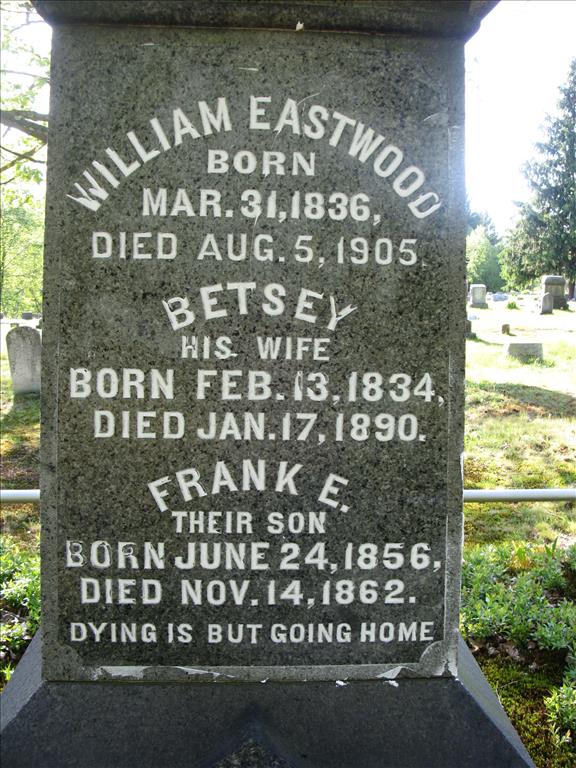 WILLIAM EASTWOOD
BORN
MAR. 31, 1836,
DIED AUG. 5, 1905.
BETSEY
HIS WIFE
BORN FEB. 13, 1834,
DIED JAN. 17, 1890.
FRANK E.
THEIR SON
BORN JUNE 24, 1856,
DIED NOV. 14, 1862.
DYING IS BUT GOING HOME